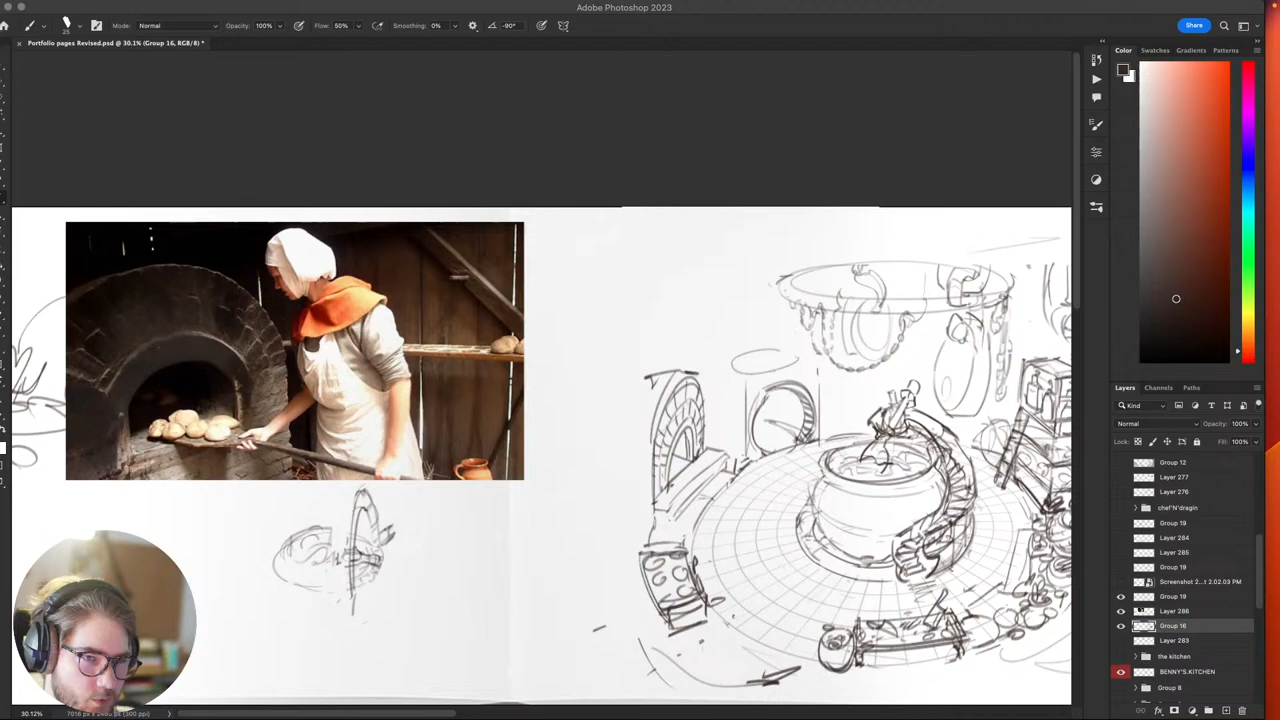 Adobe Photoshop 2023
25
Mode:
Normal
Opacity:
100%
Flow:
50%
Smoothing:
0%
-90°
Share
Portfolio pages Revised.psd @ 30.1% (Group 16, RGB/8) *
Color
Swatches
Gradients
Patterns
Layers
Channels
Paths
Kind
Normal
Opacity:
100%
Lock:
Fill:
100%
Group 12
Layer 277
Layer 276
chef'N'dragin
Group 19
Layer 284
Layer 285
Group 19
Screenshot 2...t 2.02.03 PM
Group 19
Layer 286
Group 16
Layer 283
the kitchen
BENNY'S.KITCHEN
Group 8
30.12%